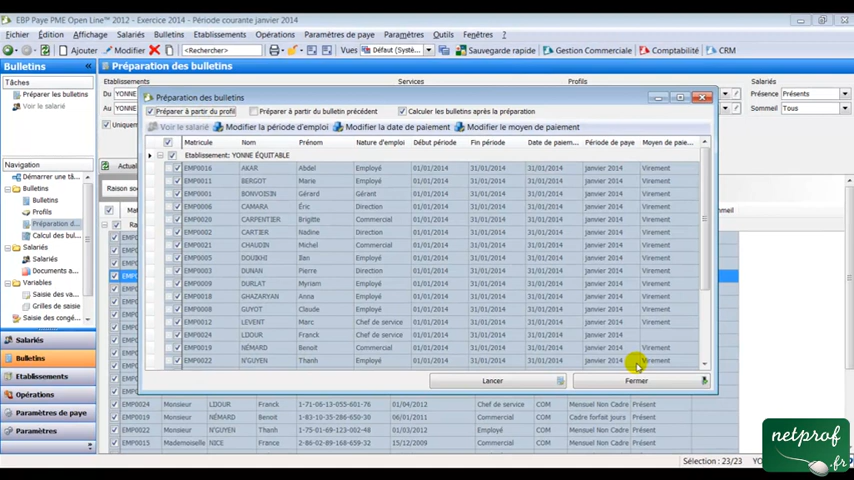 EBP Paye PME Open Line™ 2012 - Exercice 2014 - Période courante janvier 2014
Fichier Édition Affichage Salariés Bulletins Etablissements Opérations Paramètres de Paye Paramètres Outils Fenêtres ?
Ajouter Modifier <Rechercher> Vues Défaut (Systè... Sauvegarde rapide Gestion Commerciale Comptabilité CRM
Bulletins
Tâches
Préparer les bulletins
Voir le salarié
Navigation
Démarrer une tâ...
Bulletins
Bulletins
Profils
Préparation d...
Calcul des bul...
Salariés
Salariés
Documents a...
Variables
Saisie des va...
Grilles de saisie
Saisie des congé...
Salariés
Bulletins
Etablissements
Opérations
Paramètres de paye
Paramètres
Préparation des bulletins
Etablissements Services Profils Salariés
Du YONNE
Au YONNE
Uniquem
Présence Présents
Sommeil Tous
Actual
Raison so
Mat
meil
Préparation des bulletins
Préparer à partir du profil Préparer à partir du bulletin précédent Calculer les bulletins après la préparation
Voir le salarié Modifier la période d'emploi Modifier la date de paiement Modifier le moyen de paiement
Matricule Nom Prénom Nature d'emploi Début période Fin période Date de paiem... Période de paye Moyen de paie...
Etablissement: YONNE ÉQUITABLE
EMP0016 AKAR Abdel Employé 01/01/2014 31/01/2014 31/01/2014 janvier 2014 Virement
EMP0011 BERGOT Marie Employé 01/01/2014 31/01/2014 31/01/2014 janvier 2014 Virement
EMP0001 BONVOISIN Gérard Gérant 01/01/2014 31/01/2014 31/01/2014 janvier 2014 Virement
EMP0006 CAMARA Éric Direction 01/01/2014 31/01/2014 31/01/2014 janvier 2014 Virement
EMP0020 CARPENTIER Brigitte Commercial 01/01/2014 31/01/2014 31/01/2014 janvier 2014 Virement
EMP0002 CARTIER Nadine Direction 01/01/2014 31/01/2014 31/01/2014 janvier 2014 Virement
EMP0021 CHAUDIN Michel Commercial 01/01/2014 31/01/2014 31/01/2014 janvier 2014 Virement
EMP0005 DOUIKHI Ilan Employé 01/01/2014 31/01/2014 31/01/2014 janvier 2014 Virement
EMP0003 DUNAN Pierre Direction 01/01/2014 31/01/2014 31/01/2014 janvier 2014 Virement
EMP0009 DURLAT Myriam Employé 01/01/2014 31/01/2014 31/01/2014 janvier 2014 Virement
EMP0018 GHAZARYAN Anna Employé 01/01/2014 31/01/2014 31/01/2014 janvier 2014 Virement
EMP0008 GUYOT Claude Employé 01/01/2014 31/01/2014 31/01/2014 janvier 2014 Virement
EMP0012 LEVENT Marc Chef de service 01/01/2014 31/01/2014 31/01/2014 janvier 2014 Virement
EMP0024 LIDOUR Franck Chef de service 01/01/2014 31/01/2014 31/01/2014 janvier 2014
EMP0019 NÉMARD Benoit Commercial 01/01/2014 31/01/2014 31/01/2014 janvier 2014 Virement
EMP0022 N'GUYEN Thanh Employé 01/01/2014 31/01/2014 31/01/2014 janvier 2014 Virement
Lancer Fermer
EMP0024 Monsieur LIDOUR Franck 1-71-06-13-055-601-76 01/04/2012 Chef de service COM Mensuel Non Cadre
EMP0019 Monsieur NÉMARD Benoit 1-83-10-35-286-650-30 01/09/2011 Commercial COM Cadre forfait jours
EMP0022 Monsieur N'GUYEN Thanh 1-75-01-69-123-002-48 01/03/2012 Employé COM Mensuel Non Cadre
EMP0015 Mademoiselle NICE Franck 2-86-02-89-168-159-23 15/12/2009 Commercial COM Mensuel Non Cadre
Sélection : 23/23
netprof
.fr